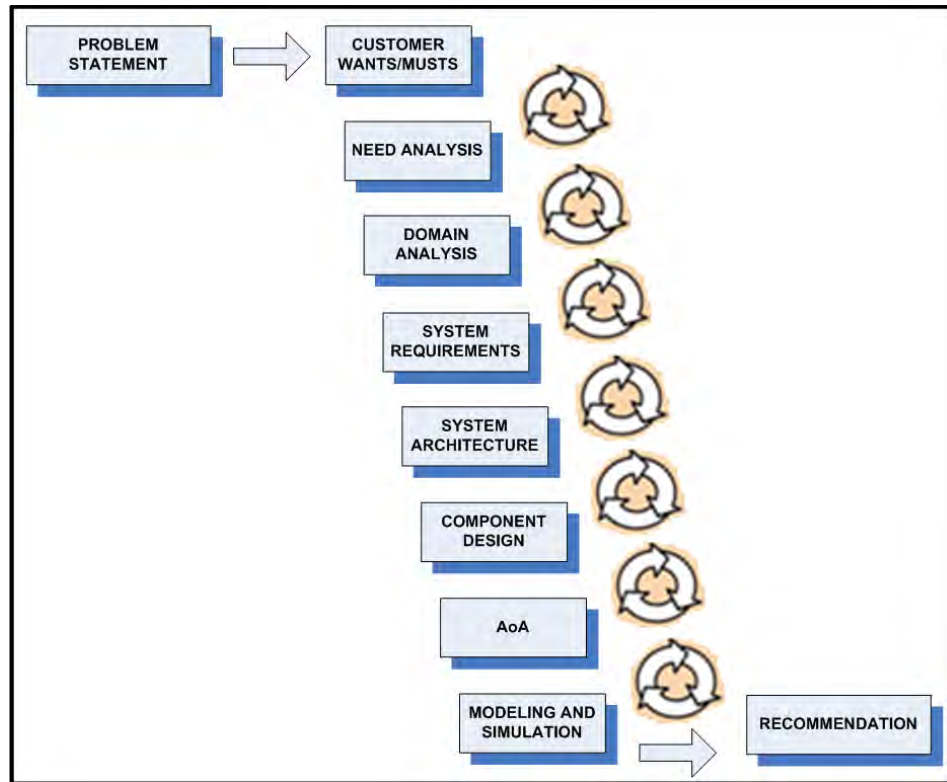 PROBLEM
STATEMENT
CUSTOMER
WANTS/MUSTS
NEED ANALYSIS
DOMAIN
ANALYSIS
SYSTEM
REQUIREMENTS
SYSTEM
ARCHITECTURE
COMPONENT
DESIGN
AoA
MODELING AND
SIMULATION
RECOMMENDATION